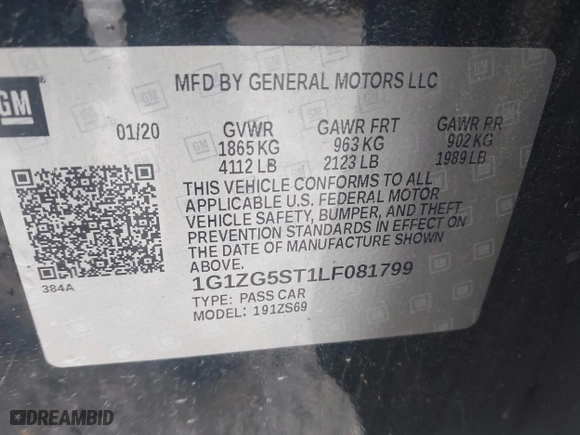 GM
MFD BY GENERAL MOTORS LLC
01/20 GVWR GAWR FRT GAWR RR
1865 KG 963 KG 902 KG
4112 LB 2123 LB 1989 LB
THIS VEHICLE CONFORMS TO ALL
APPLICABLE U.S. FEDERAL MOTOR
VEHICLE SAFETY, BUMPER, AND THEFT
PREVENTION STANDARDS IN EFFECT ON
THE DATE OF MANUFACTURE SHOWN
ABOVE.
384A
1G1ZG5ST1LF081799
TYPE: PASS CAR
MODEL: 191ZS69
DREAMBID